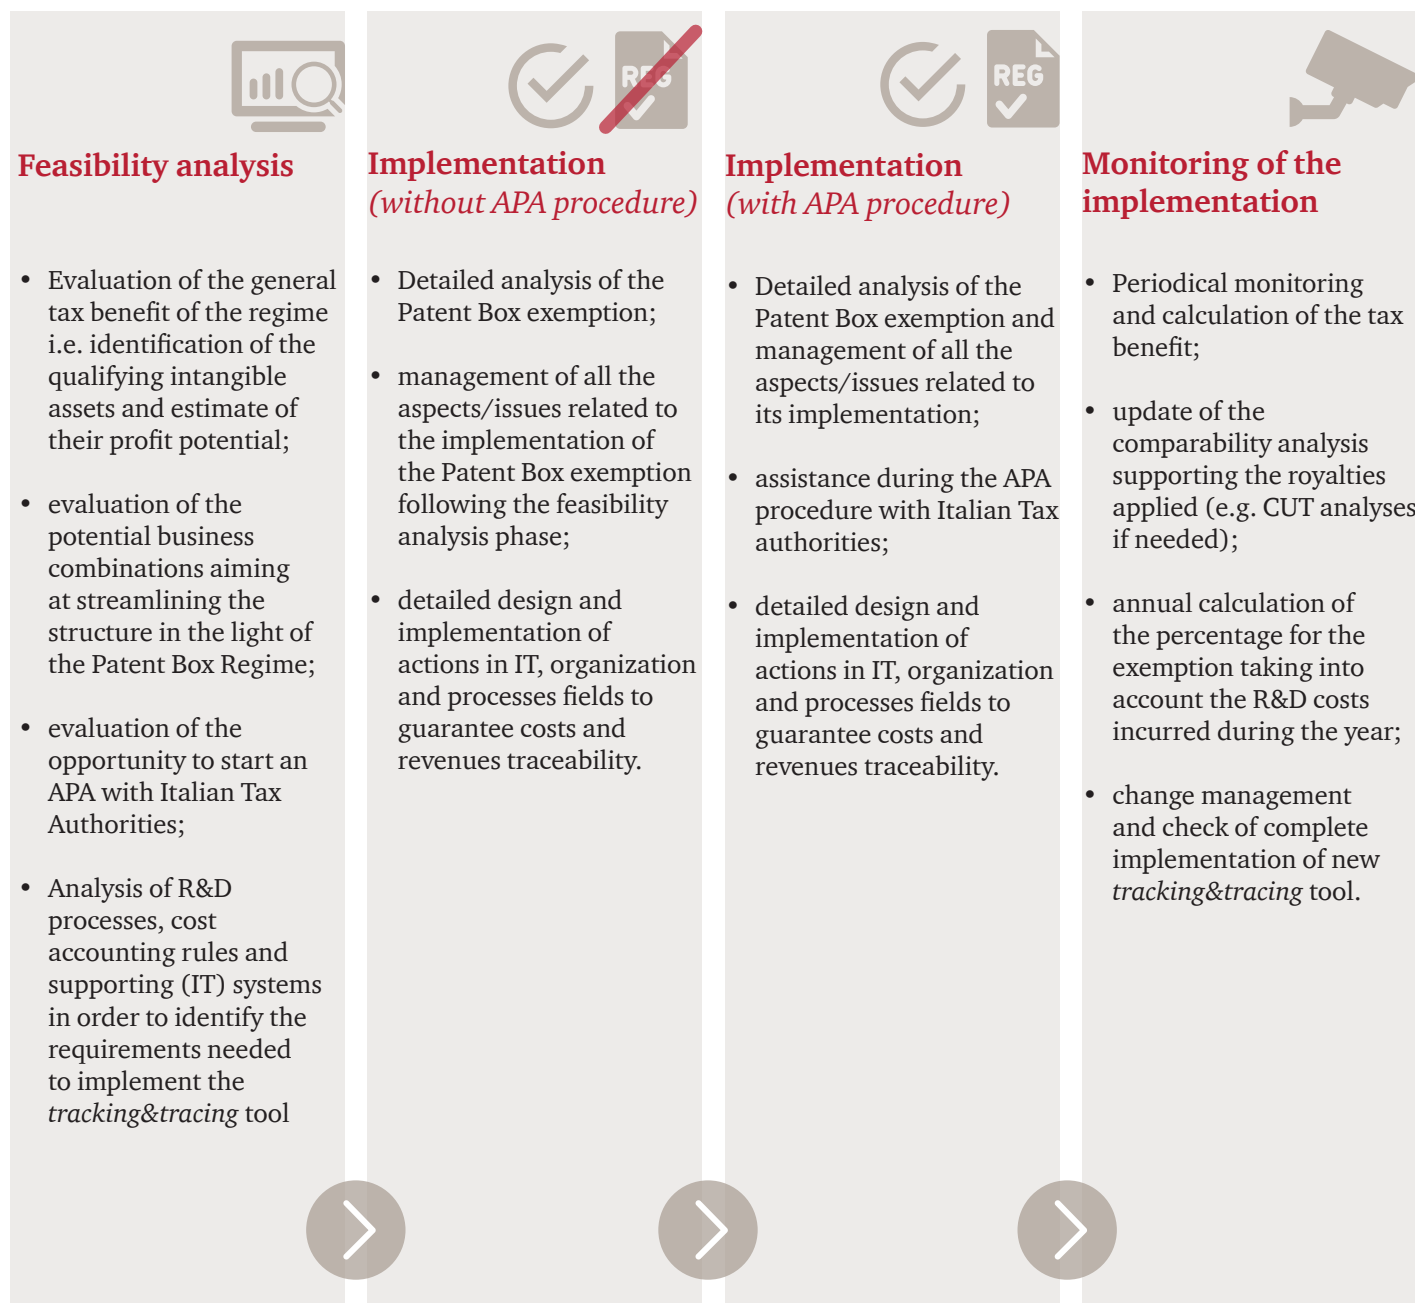 Feasibility analysis
• Evaluation of the general
tax benefit of the regime
i.e. identification of the
qualifying intangible
assets and estimate of
their profit potential;
• evaluation of the
potential business
combinations aiming
at streamlining the
structure in the light of
the Patent Box Regime;
• evaluation of the
opportunity to start an
APA with Italian Tax
Authorities;
• Analysis of R&D
processes, cost
accounting rules and
supporting (IT) systems
in order to identify the
requirements needed
to implement the
tracking&tracing tool
REG
Implementation
(without APA procedure)
• Detailed analysis of the
Patent Box exemption;
• management of all the
aspects/issues related to
the implementation of
the Patent Box exemption
following the feasibility
analysis phase;
• detailed design and
implementation of
actions in IT, organization
and processes fields to
guarantee costs and
revenues traceability.
REG
Implementation
(with APA procedure)
• Detailed analysis of the
Patent Box exemption and
management of all the
aspects/issues related to
its implementation;
• assistance during the APA
procedure with Italian Tax
authorities;
• detailed design and
implementation of
actions in IT, organization
and processes fields to
guarantee costs and
revenues traceability.
Monitoring of the
implementation
• Periodical monitoring
and calculation of the tax
benefit;
• update of the
comparability analysis
supporting the royalties
applied (e.g. CUT analyses
if needed);
• annual calculation of
the percentage for the
exemption taking into
account the R&D costs
incurred during the year;
• change management
and check of complete
implementation of new
tracking&tracing tool.